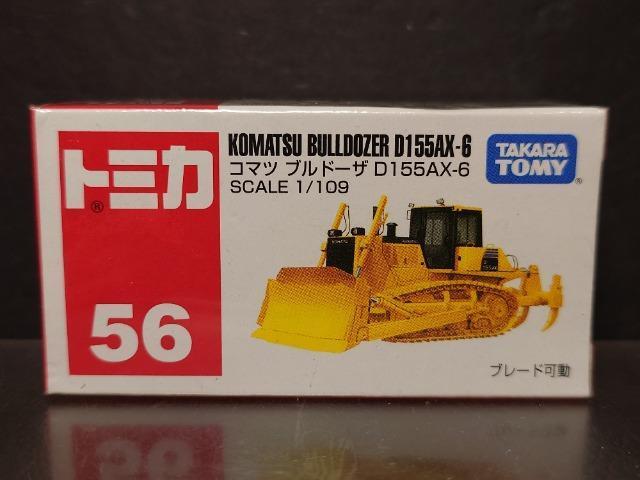 トミカ
®
56
KOMATSU BULLDOZER D155AX-6
コマツ ブルドーザ D155AX-6
SCALE 1/109
TAKARA
TOMY®
KOMATSU
ブレード可動